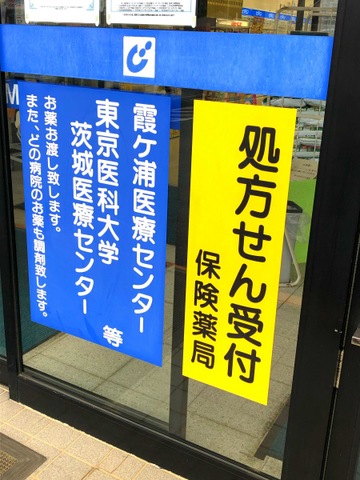 処方せん受付
保険薬局
霞ケ浦医療センター
東京医科大学
茨城医療センター 等
お薬お渡し致します。
また、どの病院のお薬も調剤致します。